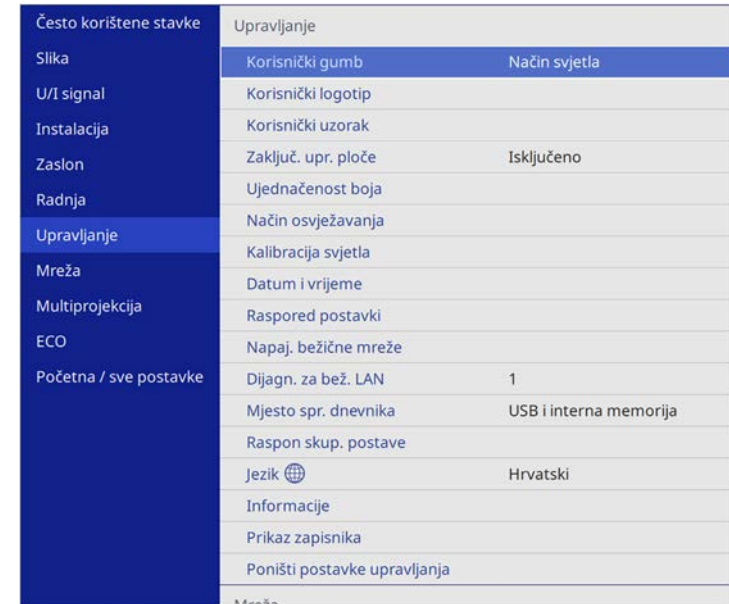 Često korištene stavke
Slika
U/I signal
Instalacija
Zaslon
Radnja
Upravljanje
Mreža
Multiprojekcija
ECO
Početna / sve postavke
Upravljanje
Korisnički gumb Način svjetla
Korisnički logotip
Korisnički uzorak
Zaključ. upr. ploče Isključeno
Ujednačenost boja
Način osvježavanja
Kalibracija svjetla
Datum i vrijeme
Raspored postavki
Napaj. bežične mreže
Dijagn. za bež. LAN 1
Mjesto spr. dnevnika USB i interna memorija
Raspon skup. postave
Jezik Hrvatski
Informacije
Prikaz zapisnika
Poništi postavke upravljanja
Mreža